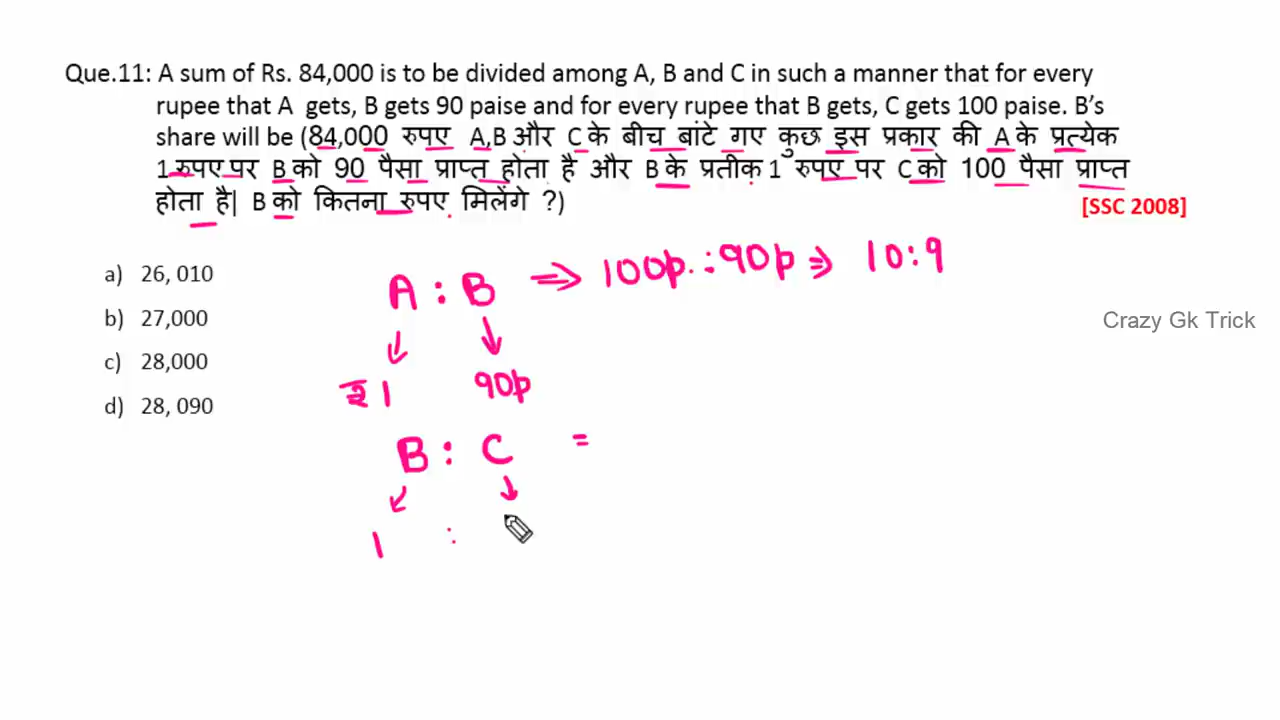 Que.11: A sum of Rs. 84,000 is to be divided among A, B and C in such a manner that for every
rupee that A gets, B gets 90 paise and for every rupee that B gets, C gets 100 paise. B's
share will be (84,000 रुपए A,B और C के बीच बांटे गए कुछ इस प्रकार की A के प्रत्येक
1 रुपए पर B को 90 पैसा प्राप्त होता है और B के प्रतीक 1 रुपए पर C को 100 पैसा प्राप्त
होता है| B को कितना रुपए मिलेंगे ?)
[SSC 2008]
a) 26, 010
b) 27,000
c) 28,000
d) 28, 090
A : B ⇒ 100p. : 90p ⇒ 10 : 9
₹ 1 90p
B : C =
1 :
Crazy Gk Trick